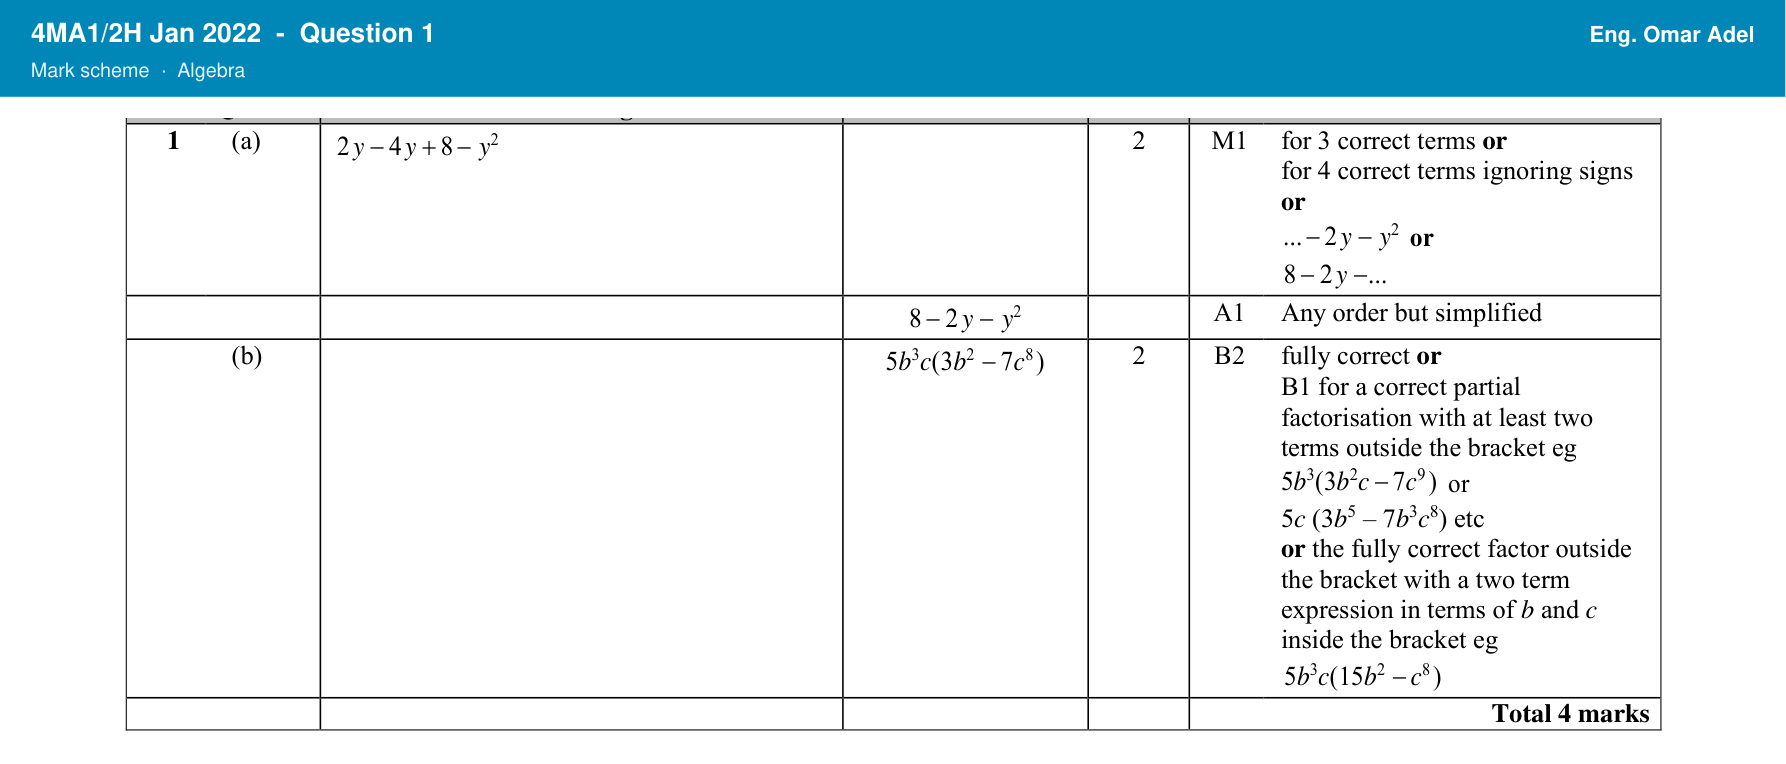 4MA1/2H Jan 2022 - Question 1
Eng. Omar Adel
Mark scheme · Algebra
1 (a) 2y – 4y + 8 – y² 2 M1 for 3 correct terms or
for 4 correct terms ignoring signs
or
... – 2y – y² or
8 – 2y – ...
8 – 2y – y² A1 Any order but simplified
(b) 5b³c(3b² – 7c⁸) 2 B2 fully correct or
B1 for a correct partial
factorisation with at least two
terms outside the bracket eg
5b³(3b²c – 7c⁹) or
5c (3b⁵ – 7b³c⁸) etc
or the fully correct factor outside
the bracket with a two term
expression in terms of b and c
inside the bracket eg
5b³c(15b² – c⁸)
Total 4 marks